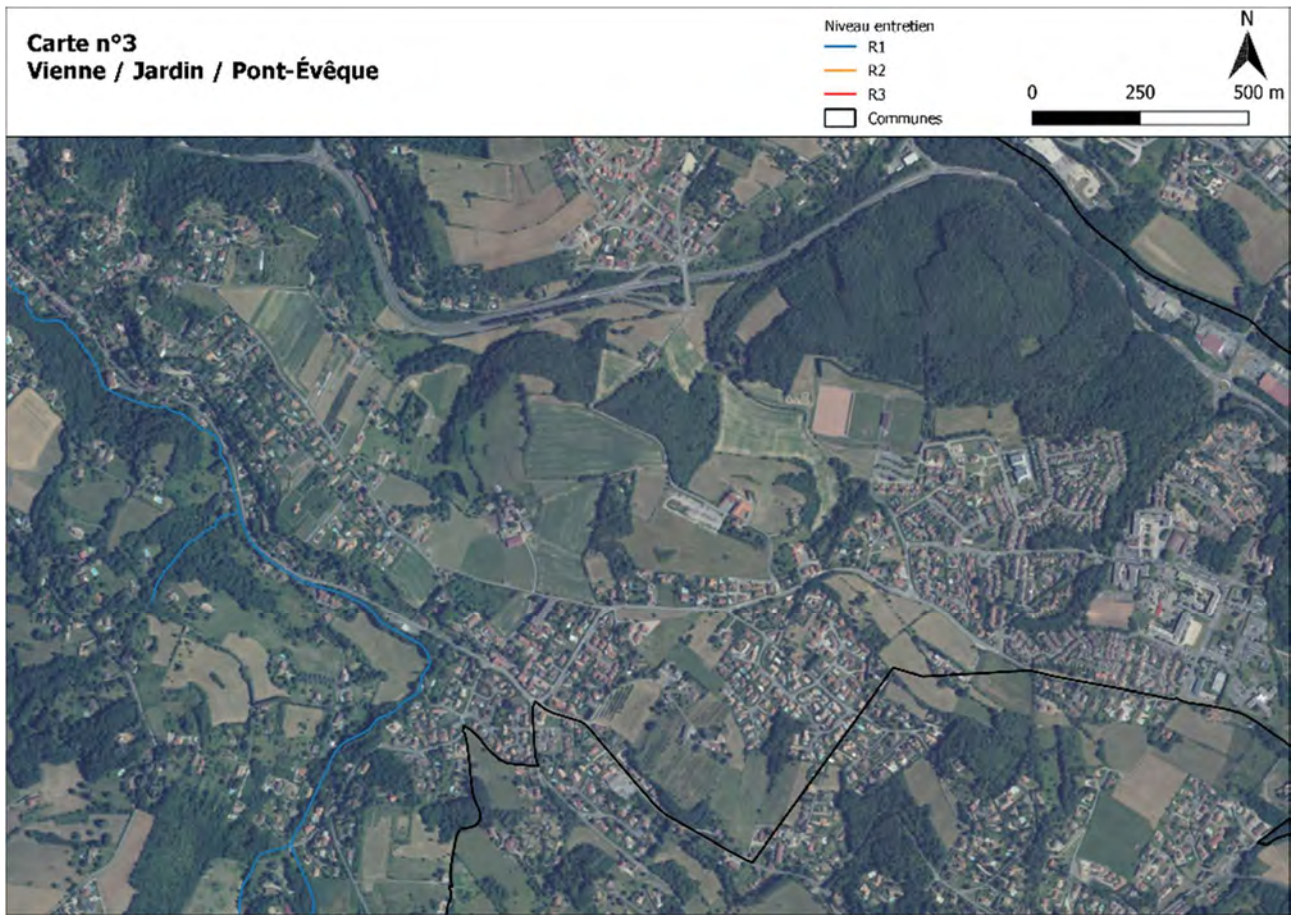 Carte n°3
Vienne / Jardin / Pont-Évêque
Niveau entretien
R1
R2
R3
Communes
N
0 250 500 m